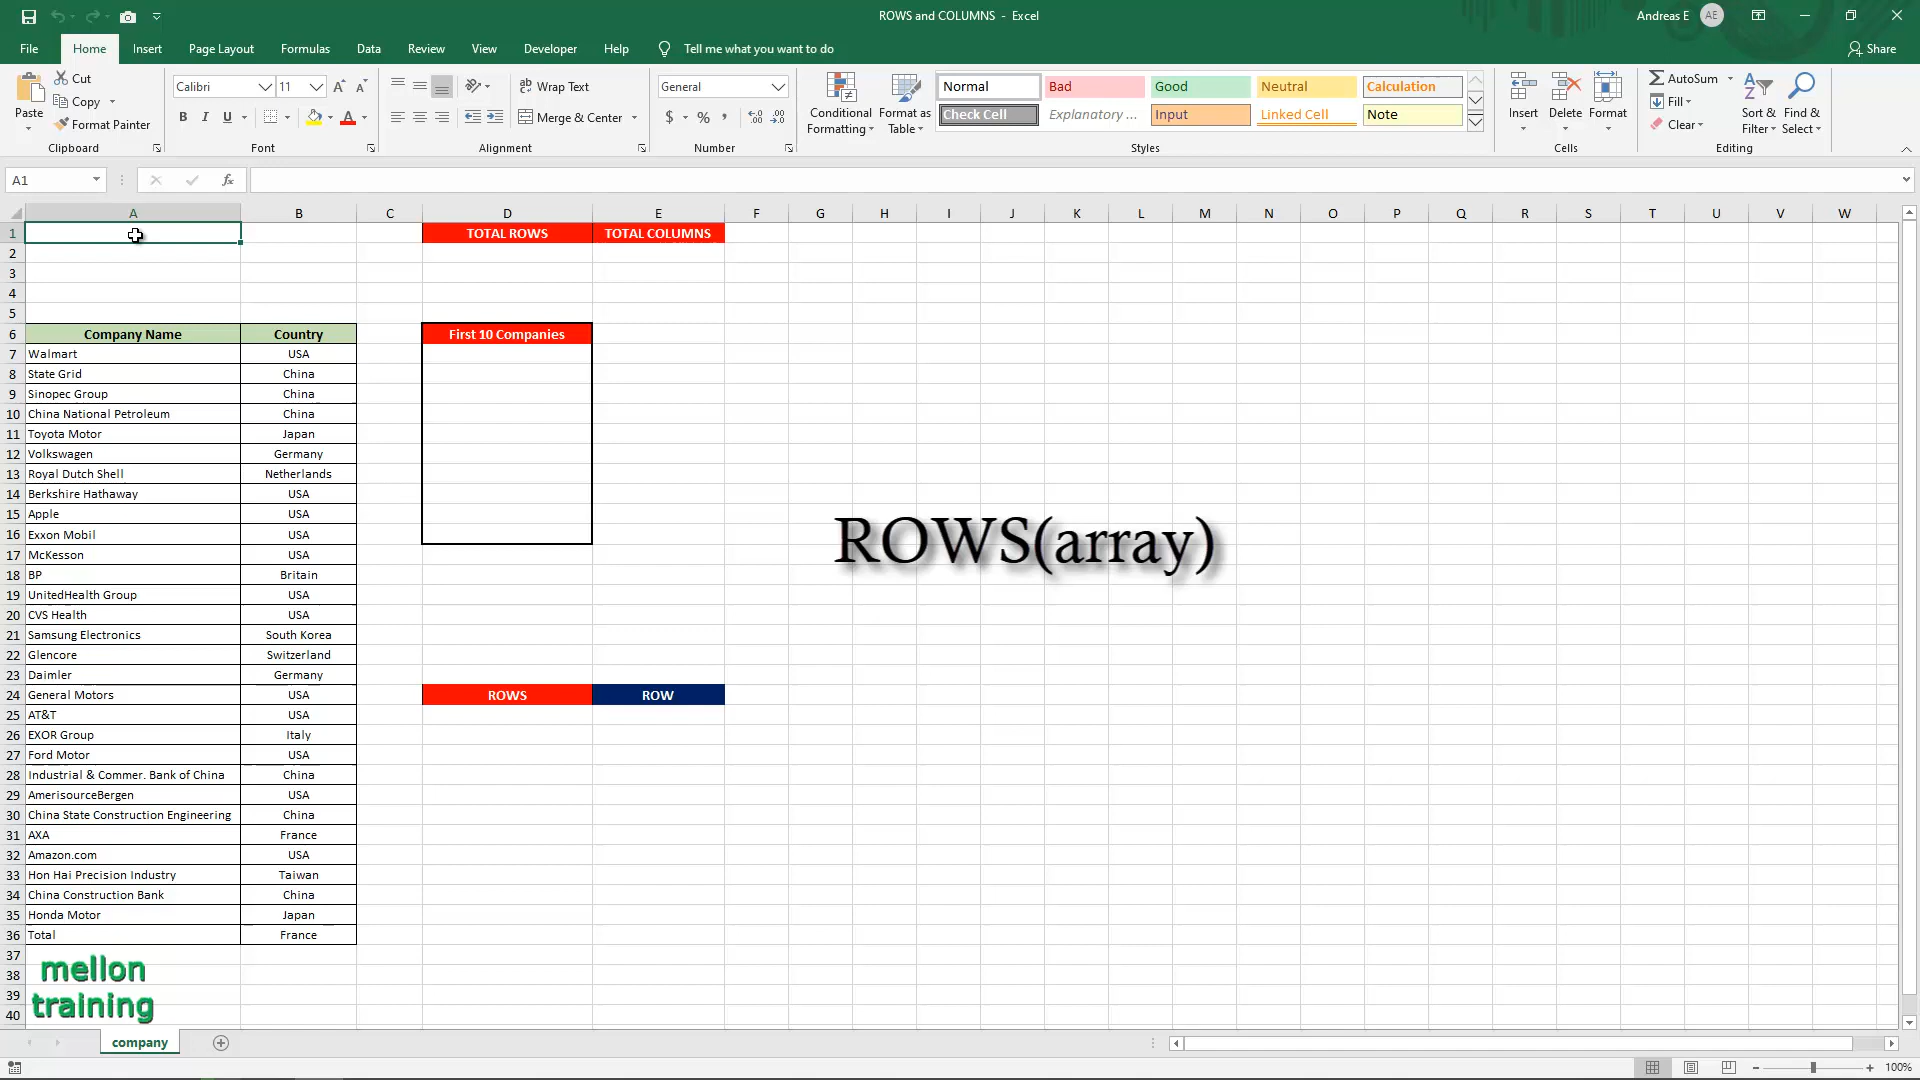 ROWS and COLUMNS - Excel
Andreas E
AE
File Home Insert Page Layout Formulas Data Review View Developer Help Tell me what you want to do
Share
Paste
Cut
Copy
Format Painter
Clipboard
Calibri 11
B I U
Font
Wrap Text
Merge & Center
Alignment
General
$ % ,
Number
Conditional Formatting
Format as Table
Normal Bad Good Neutral Calculation
Check Cell Explanatory ... Input Linked Cell Note
Styles
Insert Delete Format
Cells
AutoSum
Fill
Clear
Sort & Filter
Find & Select
Editing
A1
fx
A B C D E F G H I J K L M N O P Q R S T U V W
1 TOTAL ROWS TOTAL COLUMNS
2
3
4
5
6 Company Name Country First 10 Companies
7 Walmart USA
8 State Grid China
9 Sinopec Group China
10 China National Petroleum China
11 Toyota Motor Japan
12 Volkswagen Germany
13 Royal Dutch Shell Netherlands
14 Berkshire Hathaway USA
15 Apple USA
16 Exxon Mobil USA
ROWS(array)
17 McKesson USA
18 BP Britain
19 UnitedHealth Group USA
20 CVS Health USA
21 Samsung Electronics South Korea
22 Glencore Switzerland
23 Daimler Germany
24 General Motors USA ROWS ROW
25 AT&T USA
26 EXOR Group Italy
27 Ford Motor USA
28 Industrial & Commer. Bank of China China
29 AmerisourceBergen USA
30 China State Construction Engineering China
31 AXA France
32 Amazon.com USA
33 Hon Hai Precision Industry Taiwan
34 China Construction Bank China
35 Honda Motor Japan
36 Total France
37
38
39
40
mellon
training
company
100%